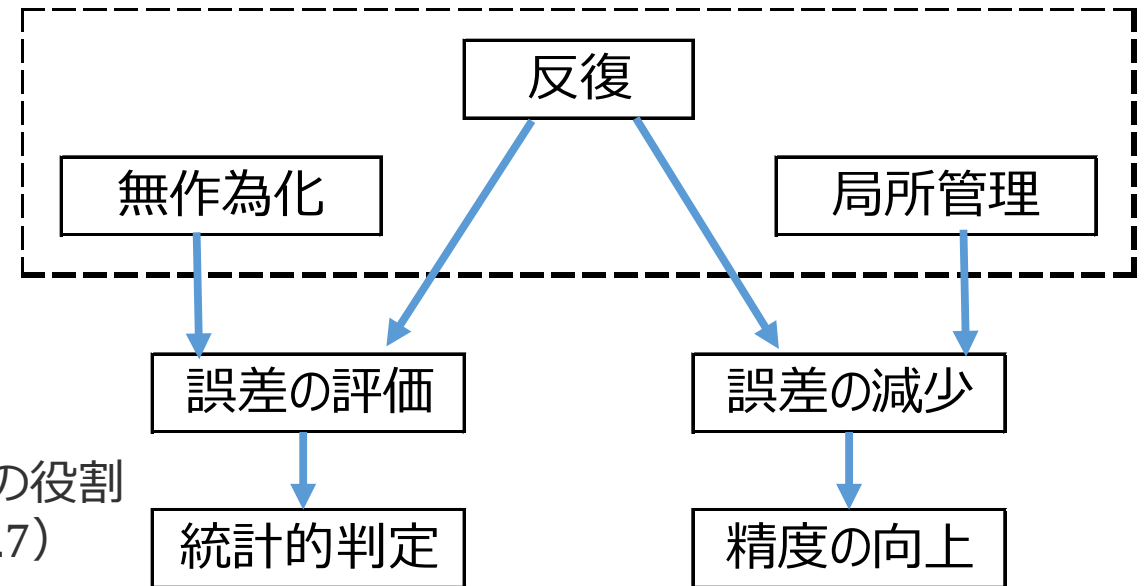 反復
無作為化
局所管理
誤差の評価
誤差の減少
の役割
.7）
統計的判定
精度の向上